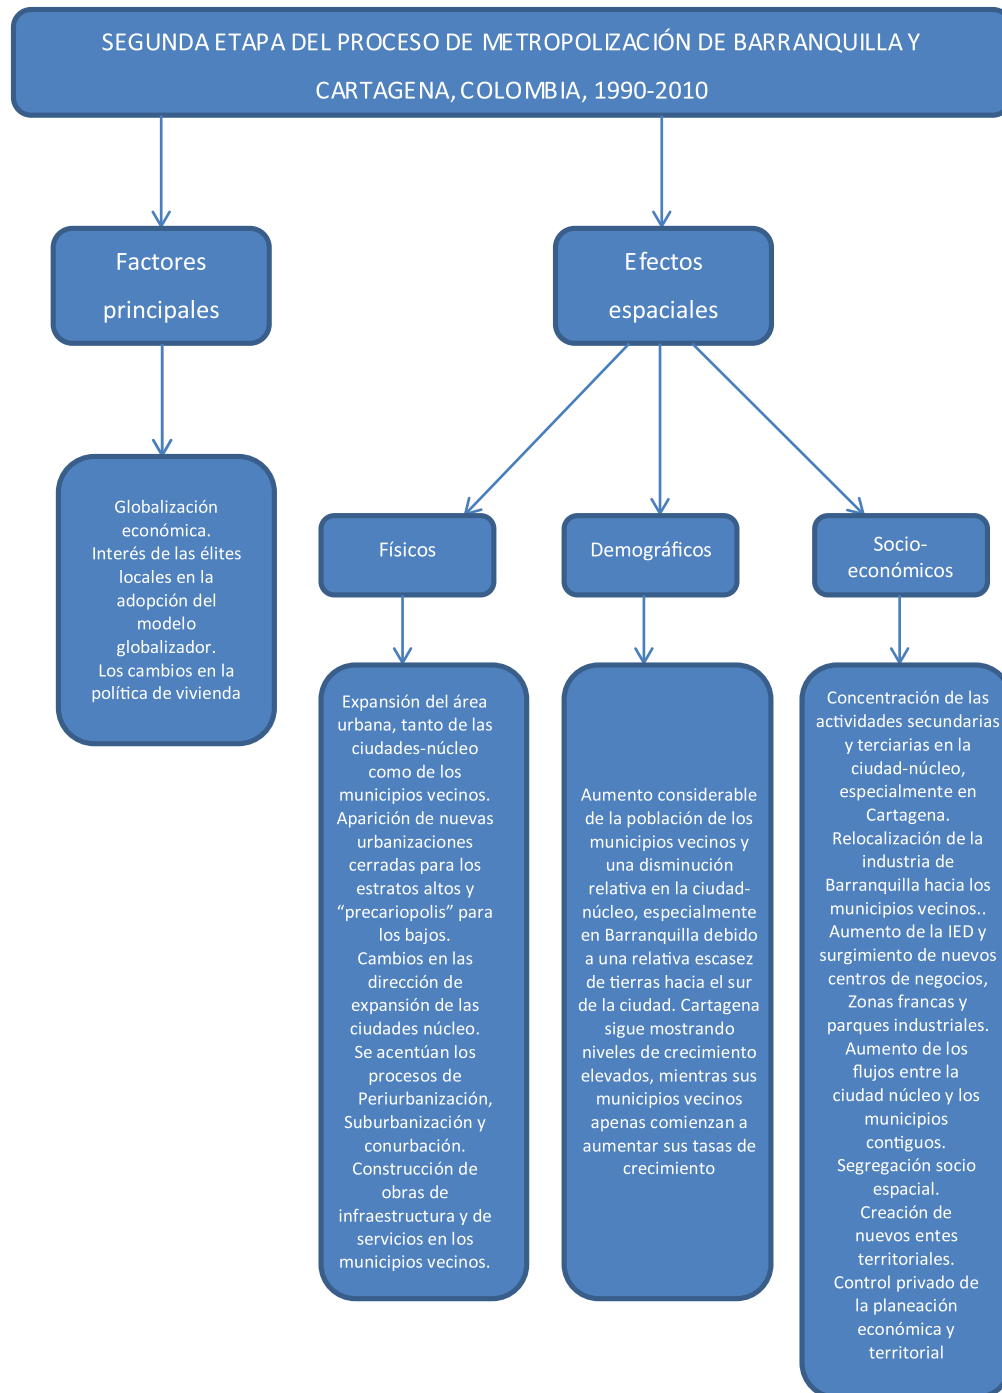 SEGUNDA ETAPA DEL PROCESO DE METROPOLIZACIÓN DE BARRANQUILLA Y
CARTAGENA, COLOMBIA, 1990-2010
Factores
principales
Efectos
espaciales
Globalización
económica.
Interés de las élites
locales en la
adopción del
modelo
globalizador.
Los cambios en la
política de vivienda
Físicos
Demográficos
Socio-
económicos
Expansión del área
urbana, tanto de las
ciudades-núcleo
como de los
municipios vecinos.
Aparición de nuevas
urbanizaciones
cerradas para los
estratos altos y
“precariopolis” para
los bajos.
Cambios en las
dirección de
expansión de las
ciudades núcleo.
Se acentúan los
procesos de
Periurbanización,
Suburbanización y
conurbación.
Construcción de
obras de
infraestructura y de
servicios en los
municipios vecinos.
Aumento considerable
de la población de los
municipios vecinos y
una disminución
relativa en la ciudad-
núcleo, especialmente
en Barranquilla debido
a una relativa escasez
de tierras hacia el sur
de la ciudad. Cartagena
sigue mostrando
niveles de crecimiento
elevados, mientras sus
municipios vecinos
apenas comienzan a
aumentar sus tasas de
crecimiento
Concentración de las
actividades secundarias
y terciarias en la
ciudad-núcleo,
especialmente en
Cartagena.
Relocalización de la
industria de
Barranquilla hacia los
municipios vecinos..
Aumento de la IED y
surgimiento de nuevos
centros de negocios,
Zonas francas y
parques industriales.
Aumento de los
flujos entre la
ciudad núcleo y los
municipios
contiguos.
Segregación socio
espacial.
Creación de
nuevos entes
territoriales.
Control privado de
la planeación
económica y
territorial